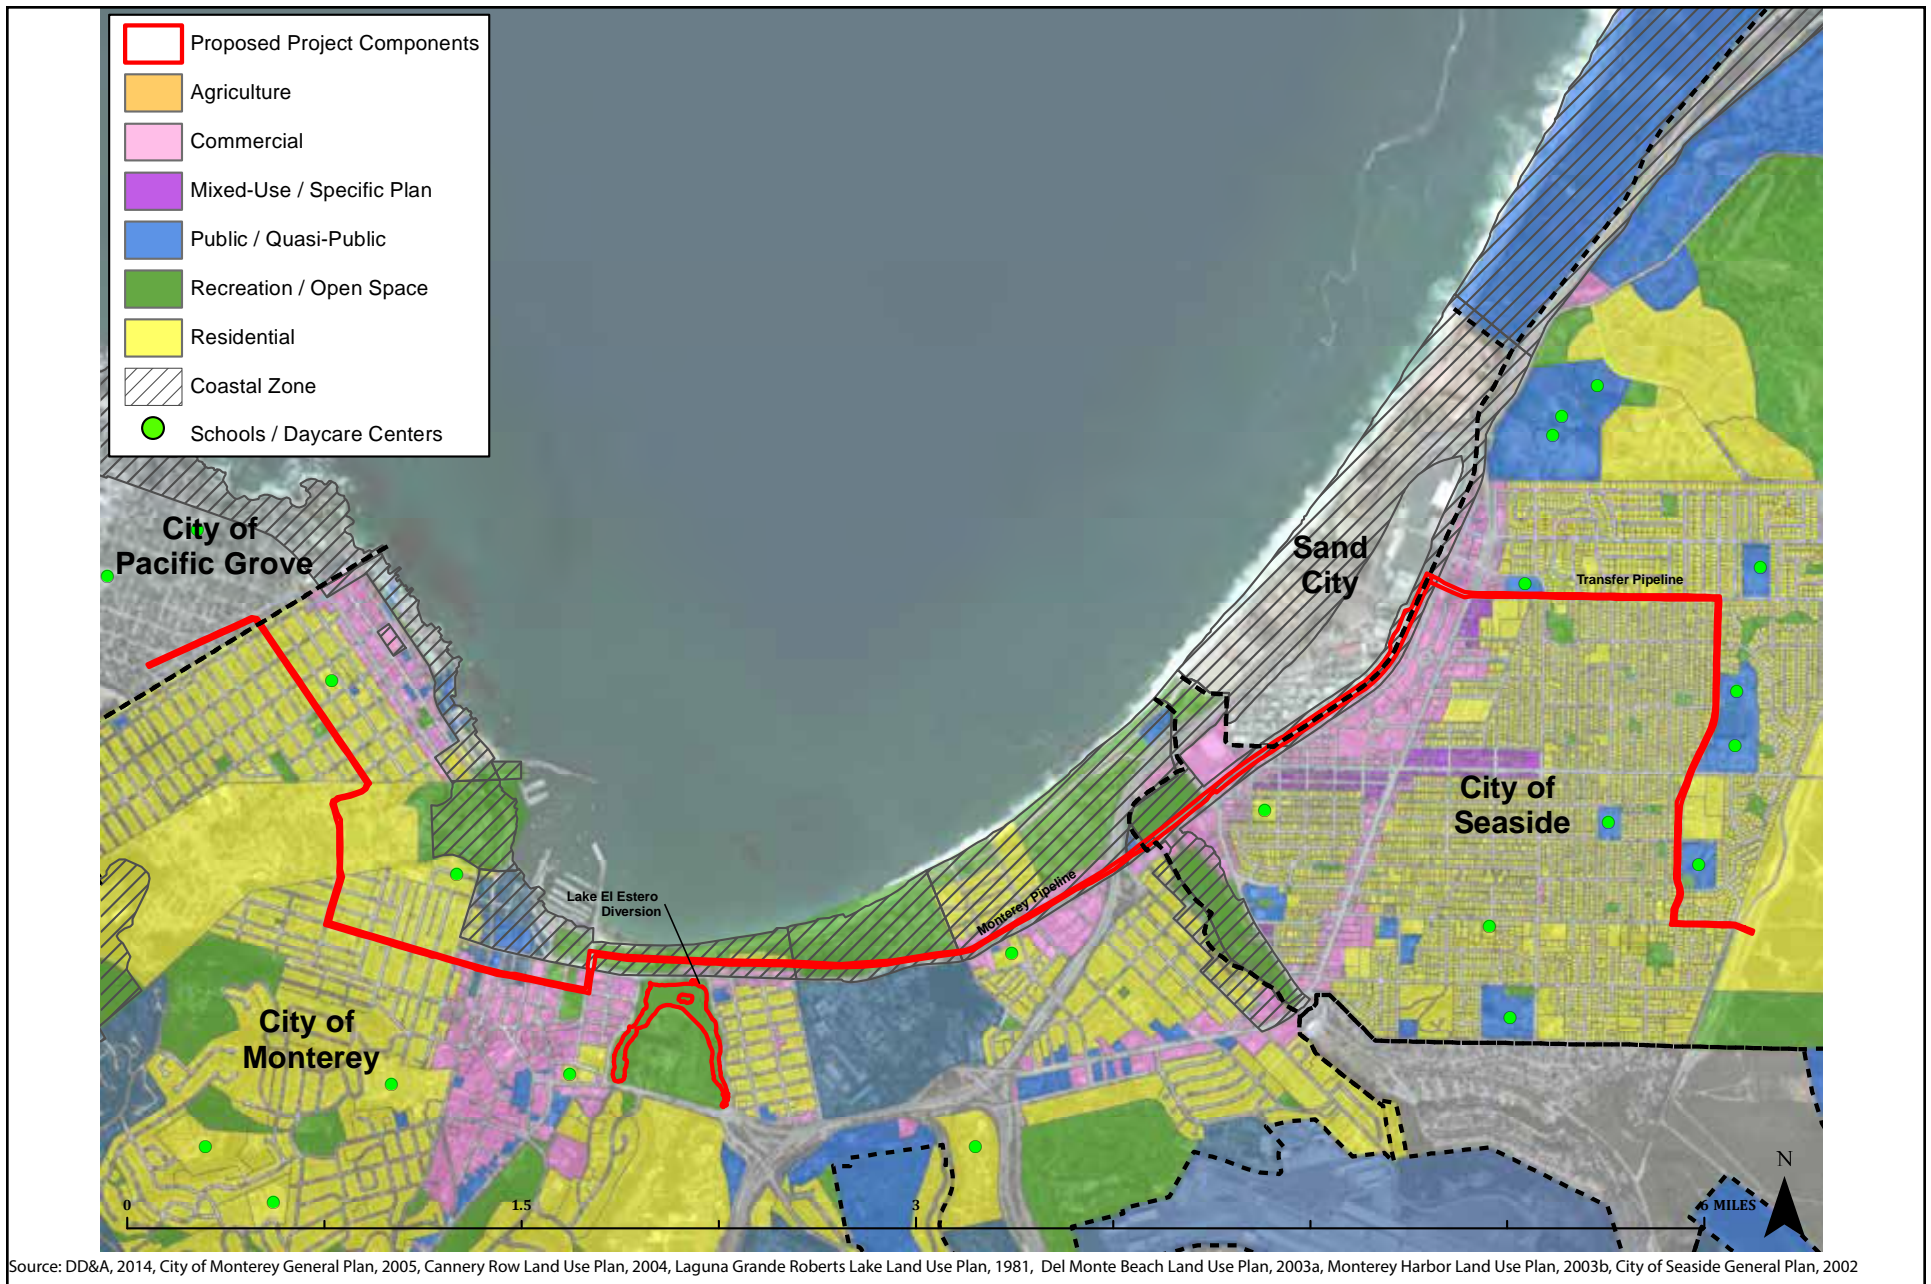 Proposed Project Components
Agriculture
Commercial
Mixed-Use / Specific Plan
Public / Quasi-Public
Recreation / Open Space
Residential
Coastal Zone
Schools / Daycare Centers
City of
Pacific Grove
Sand
City
Transfer Pipeline
City of
Seaside
Lake El Estero
Diversion
Monterey Pipeline
City of
Monterey
N
0
1.5
3
6 MILES
Source: DD&A, 2014, City of Monterey General Plan, 2005, Cannery Row Land Use Plan, 2004, Laguna Grande Roberts Lake Land Use Plan, 1981, Del Monte Beach Land Use Plan, 2003a, Monterey Harbor Land Use Plan, 2003b, City of Seaside General Plan, 2002